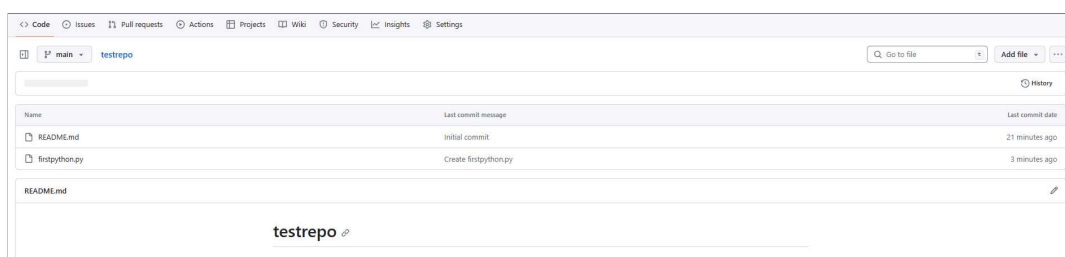 <> Code Issues Pull requests Actions Projects Wiki Security Insights Settings
main testrepo Go to file t Add file ...
History
Name Last commit message Last commit date
README.md Initial commit 21 minutes ago
firstpython.py Create firstpython.py 3 minutes ago
README.md
testrepo